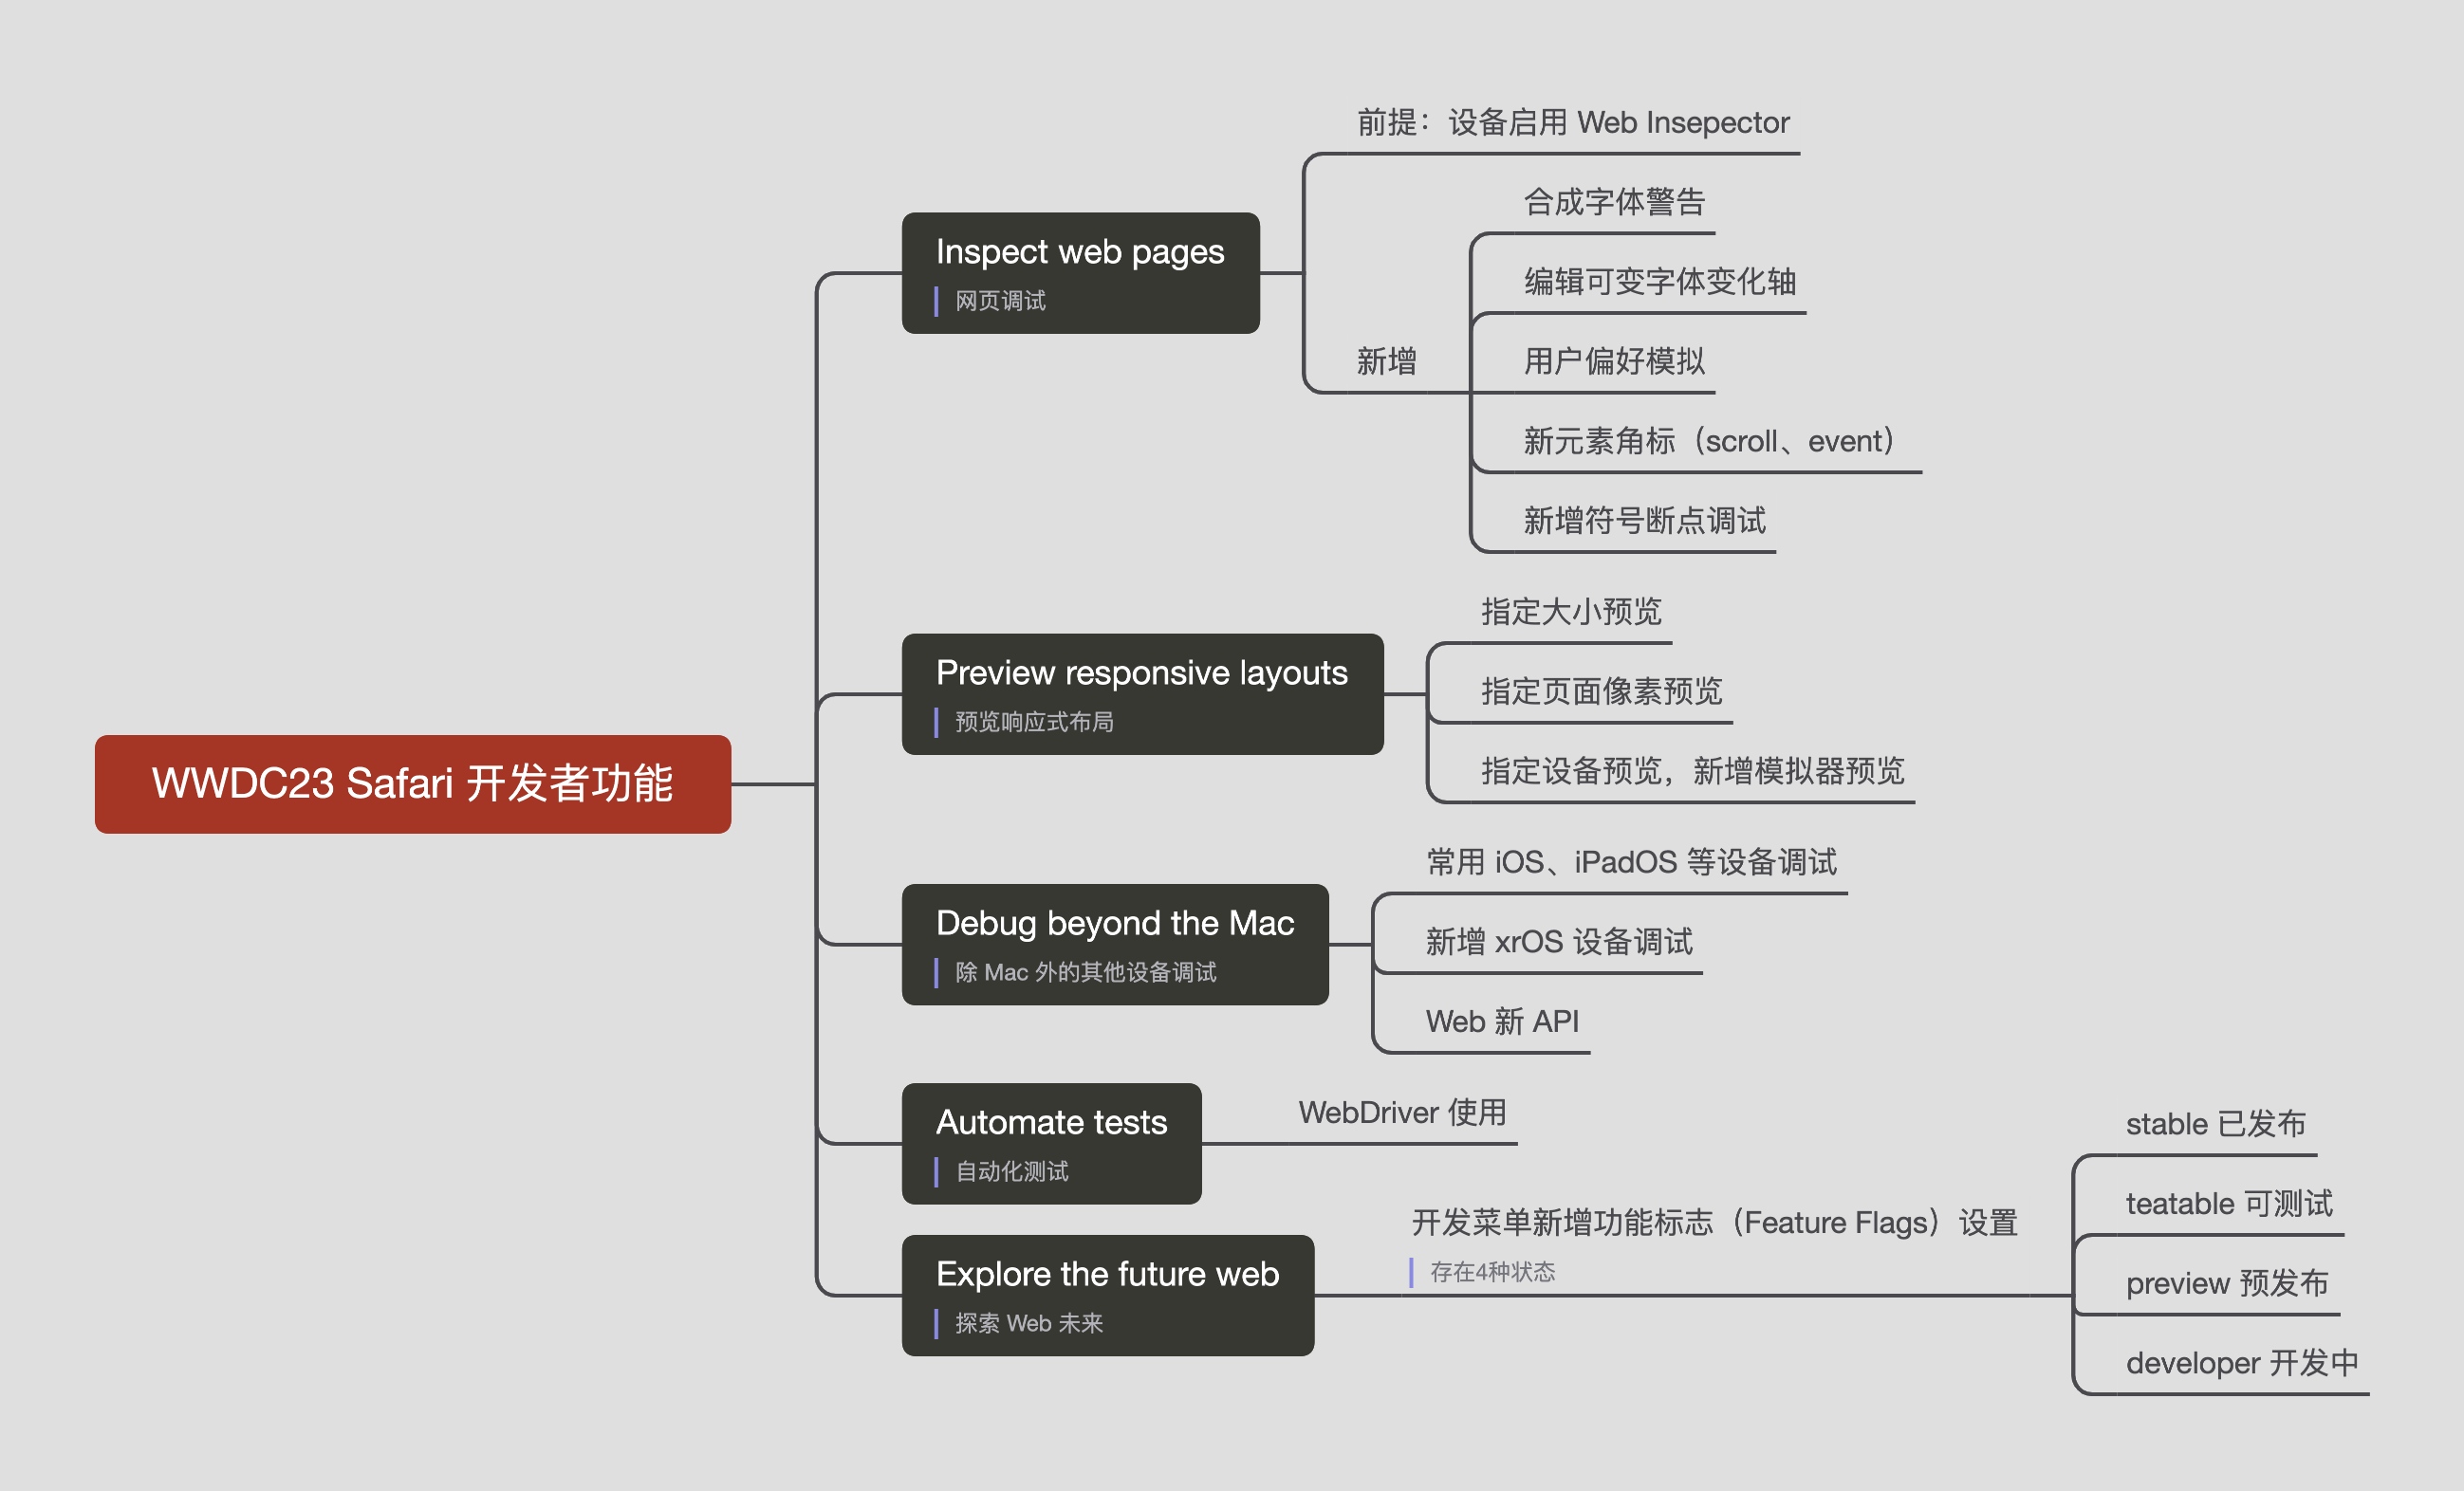 WWDC23 Safari 开发者功能
Inspect web pages
网页调试
前提：设备启用 Web Insepector
新增
合成字体警告
编辑可变字体变化轴
用户偏好模拟
新元素角标（scroll、event）
新增符号断点调试
Preview responsive layouts
预览响应式布局
指定大小预览
指定页面像素预览
指定设备预览，新增模拟器预览
Debug beyond the Mac
除 Mac 外的其他设备调试
常用 iOS、iPadOS 等设备调试
新增 xrOS 设备调试
Web 新 API
Automate tests
自动化测试
WebDriver 使用
Explore the future web
探索 Web 未来
开发菜单新增功能标志（Feature Flags）设置
存在4种状态
stable 已发布
teatable 可测试
preview 预发布
developer 开发中